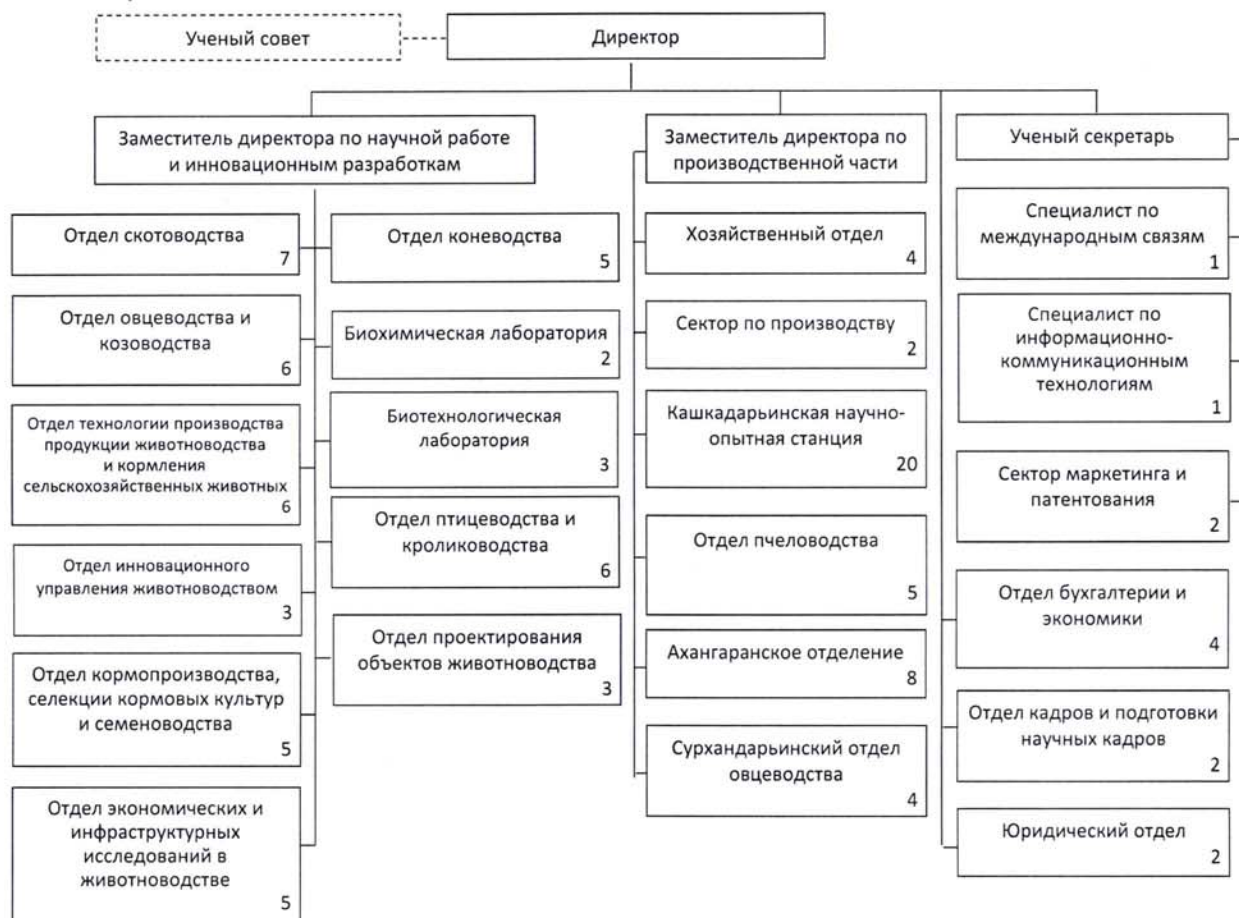 Ученый совет
Директор
Заместитель директора по научной работе
и инновационным разработкам
Отдел скотоводства
7
Отдел овцеводства и
козоводства
6
Отдел технологии производства
продукции животноводства
и кормления
сельскохозяйственных животных
6
Отдел инновационного
управления животноводством
3
Отдел кормопроизводства,
селекции кормовых культур
и семеноводства
5
Отдел экономических и
инфраструктурных
исследований в
животноводстве
5
Отдел коневодства
5
Биохимическая лаборатория
2
Биотехнологическая
лаборатория
3
Отдел птицеводства и
кролиководства
6
Отдел проектирования
объектов животноводства
3
Заместитель директора по
производственной части
Хозяйственный отдел
4
Сектор по производству
2
Кашкадарьинская научно-
опытная станция
20
Отдел пчеловодства
5
Ахангаранское отделение
8
Сурхандарьинский отдел
овцеводства
4
Ученый секретарь
Специалист по
международным связям
1
Специалист по
информационно-
коммуникационным
технологиям
1
Сектор маркетинга и
патентования
2
Отдел бухгалтерии и
экономики
4
Отдел кадров и подготовки
научных кадров
2
Юридический отдел
2